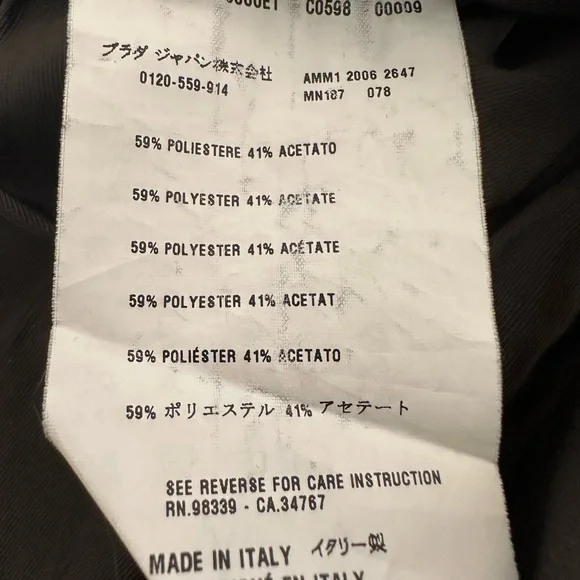 C0598 00009
プラダ ジャパン株式会社
0120-559-914
AMM1 2006 2647
MN187 078
59% POLIESTERE 41% ACETATO
59% POLYESTER 41% ACETATE
59% POLYESTER 41% ACÉTATE
59% POLYESTER 41% ACETAT
59% POLIÉSTER 41% ACETATO
59% ポリエステル 41% アセテート
SEE REVERSE FOR CARE INSTRUCTION
RN.98339 - CA.34767
MADE IN ITALY イタリー製
EN ITALY